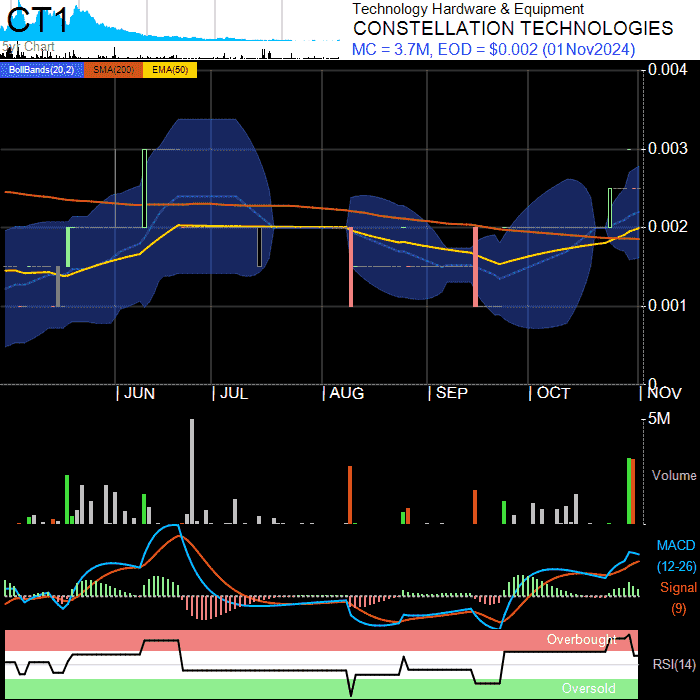 CT1
5yr Chart
Technology Hardware & Equipment
CONSTELLATION TECHNOLOGIES
MC = 3.7M, EOD = $0.002 (01Nov2024)
BollBands(20,2) SMA(200) EMA(50)
0.004
0.003
0.002
0.001
0
JUN JUL AUG SEP OCT NOV
5M
Volume
MACD
(12-26)
Signal
(9)
Overbought
RSI(14)
Oversold